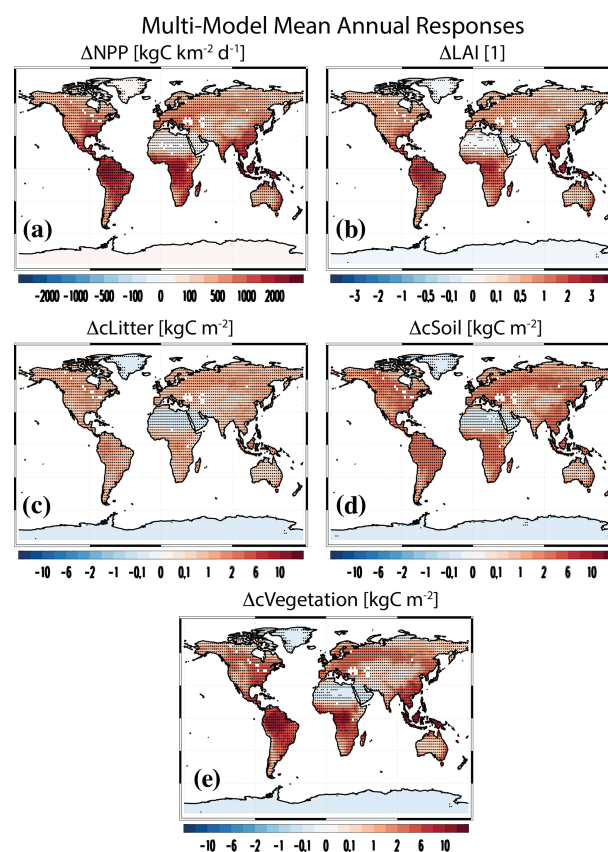 Multi-Model Mean Annual Responses
ΔNPP [kgC km-2 d-1]
ΔLAI [1]
(a)
(b)
-2000 -1000 -500 -100 0 100 500 1000 2000
-3 -2 -1 -0.1 0 0.1 0.5 1 2 3
ΔcLitter [kgC m-2]
ΔcSoil [kgC m-2]
(c)
(d)
-10 -6 -2 -1 -0.1 0 0.1 1 2 6 10
-10 -6 -2 -1 -0.1 0 0.1 1 2 6 10
ΔcVegetation [kgC m-2]
(e)
-10 -6 -2 -1 -0.1 0 0.1 1 2 6 10